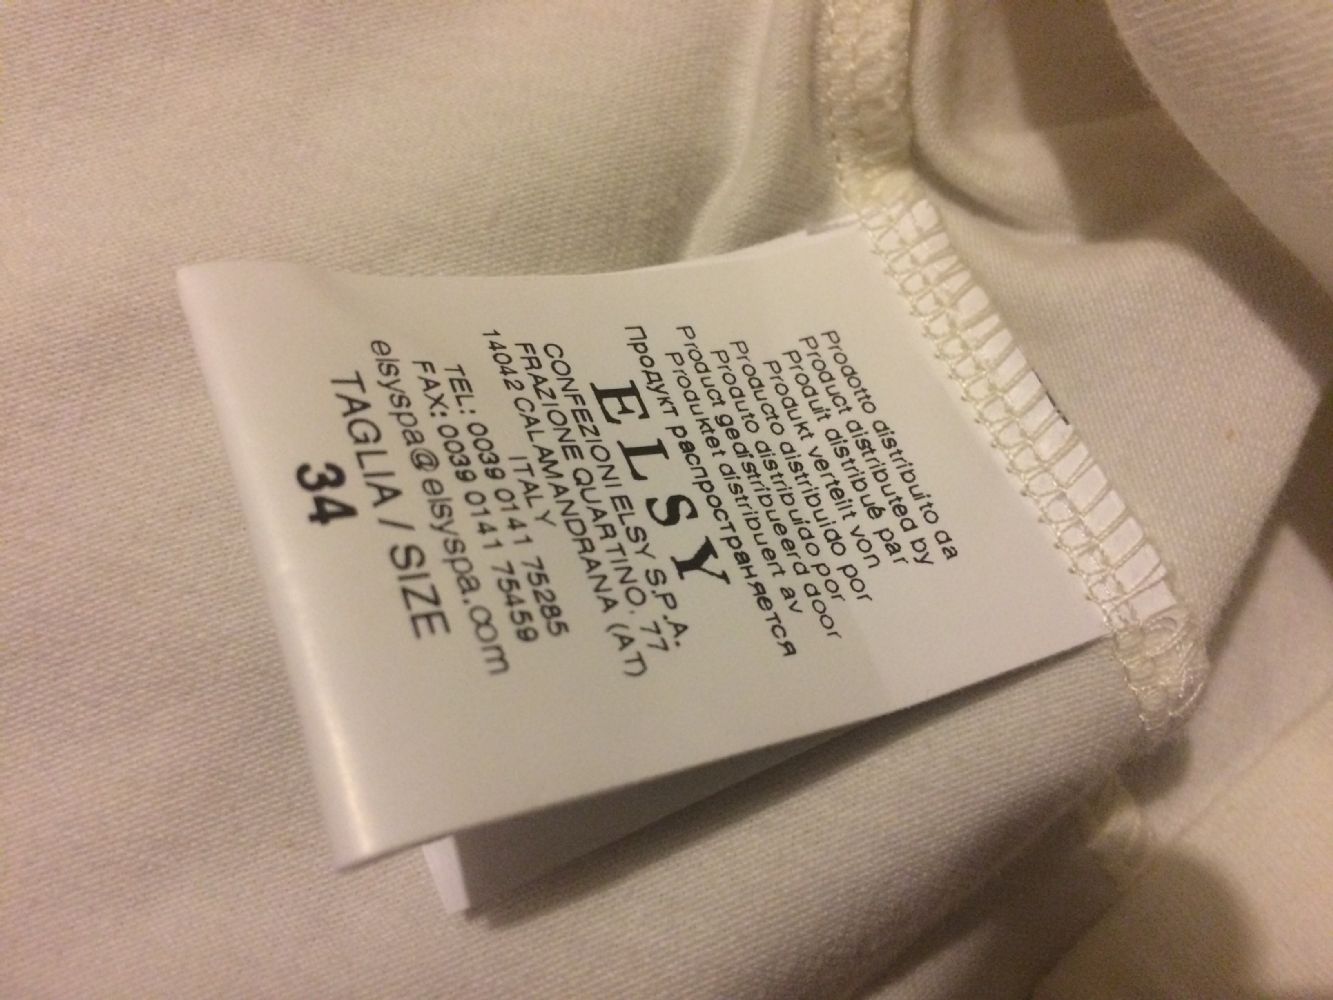 Prodotto distribuito da
Product distributed by
Produit distribué par
Produkt verteilt von
Producto distribuido por
Produto distribuído por
Product gedistribueerd door
Produktet distribuert av
продукт распространяется
ELSY
CONFEZIONI ELSY S.P.A.
FRAZIONE QUARTINO, 77
14042 CALAMANDRANA (AT)
ITALY
TEL: 0039 0141 75285
FAX: 0039 0141 75459
elsyspa@elsyspa.com
TAGLIA / SIZE
34